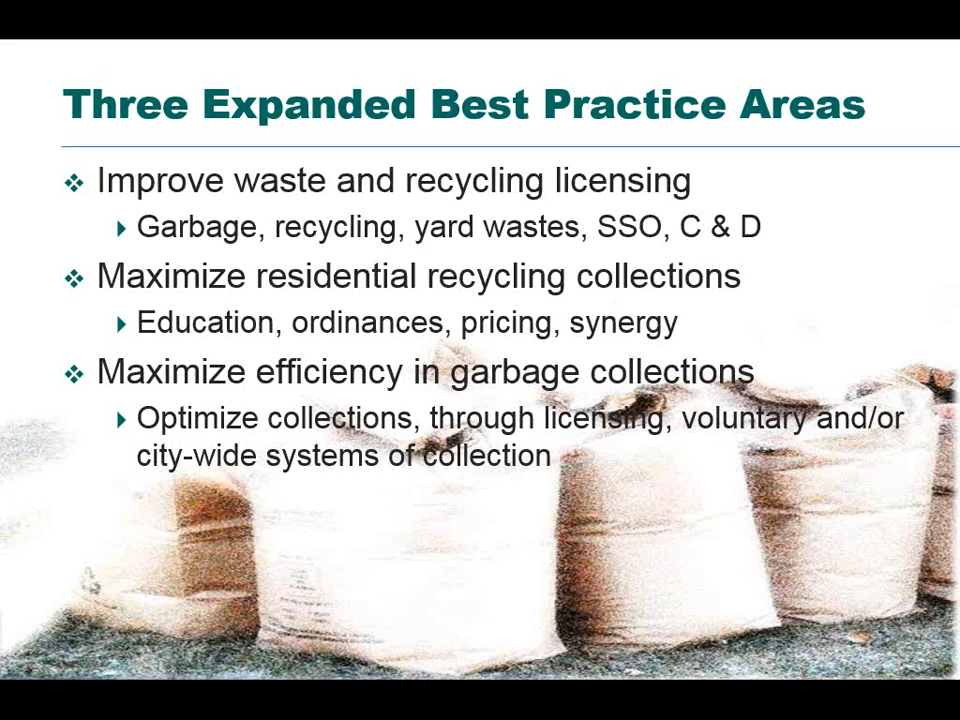 Three Expanded Best Practice Areas
Improve waste and recycling licensing
Garbage, recycling, yard wastes, SSO, C & D
Maximize residential recycling collections
Education, ordinances, pricing, synergy
Maximize efficiency in garbage collections
Optimize collections, through licensing, voluntary and/or
city-wide systems of collection